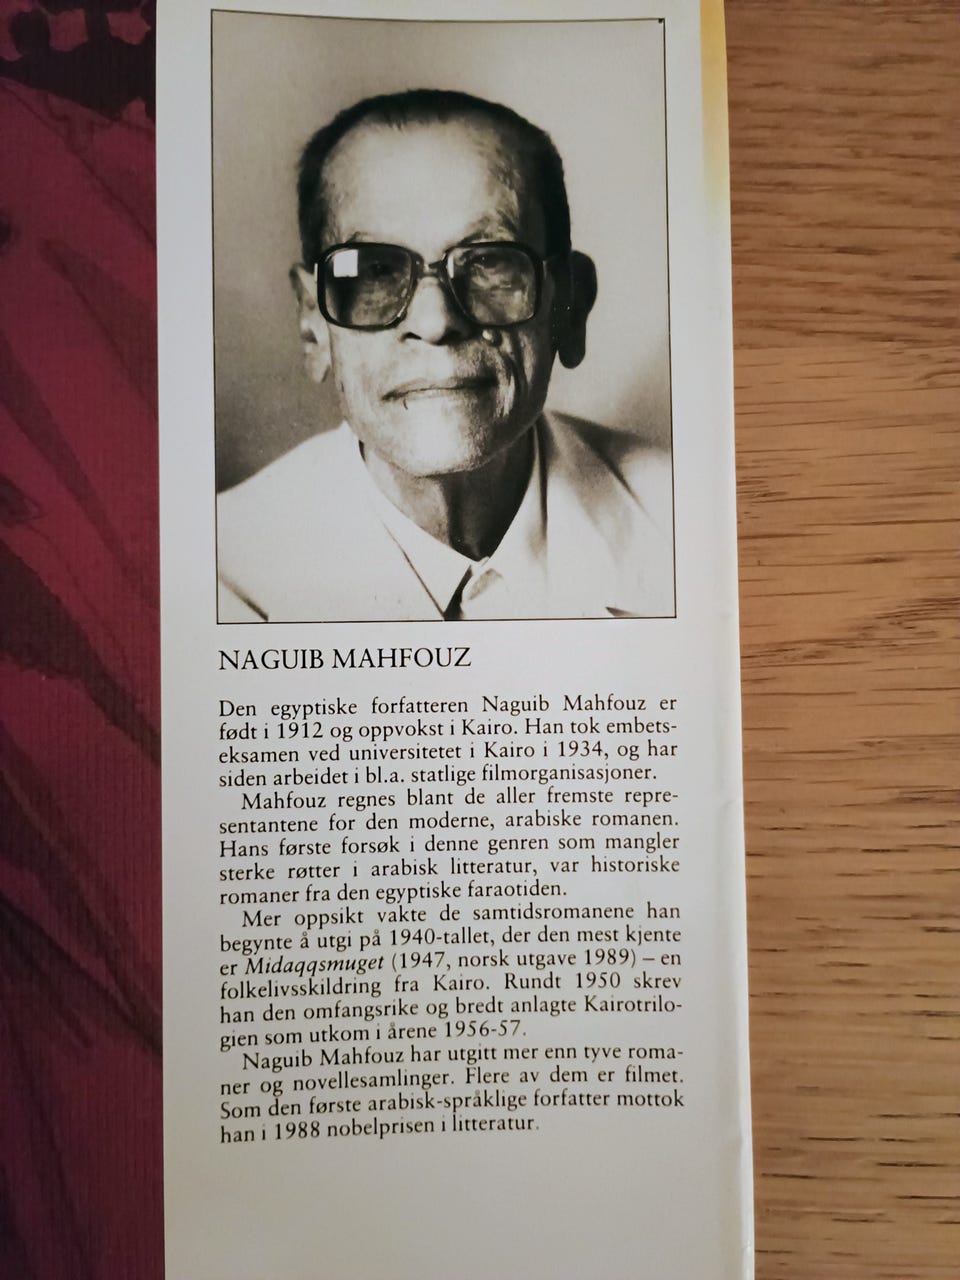 NAGUIB MAHFOUZ
Den egyptiske forfatteren Naguib Mahfouz er
født i 1912 og oppvokst i Kairo. Han tok embets-
eksamen ved universitetet i Kairo i 1934, og har
siden arbeidet i bl.a. statlige filmorganisasjoner.
Mahfouz regnes blant de aller fremste repre-
sentantene for den moderne, arabiske romanen.
Hans første forsøk i denne genren som mangler
sterke røtter i arabisk litteratur, var historiske
romaner fra den egyptiske faraotiden.
Mer oppsikt vakte de samtidsromanene han
begynte å utgi på 1940-tallet, der den mest kjente
er Midaqqsmuget (1947, norsk utgave 1989) – en
folkelivsskildring fra Kairo. Rundt 1950 skrev
han den omfangsrike og bredt anlagte Kairotrilo-
gien som utkom i årene 1956-57.
Naguib Mahfouz har utgitt mer enn tyve roma-
ner og novellesamlinger. Flere av dem er filmet.
Som den første arabisk-språklige forfatter mottok
han i 1988 nobelprisen i litteratur.